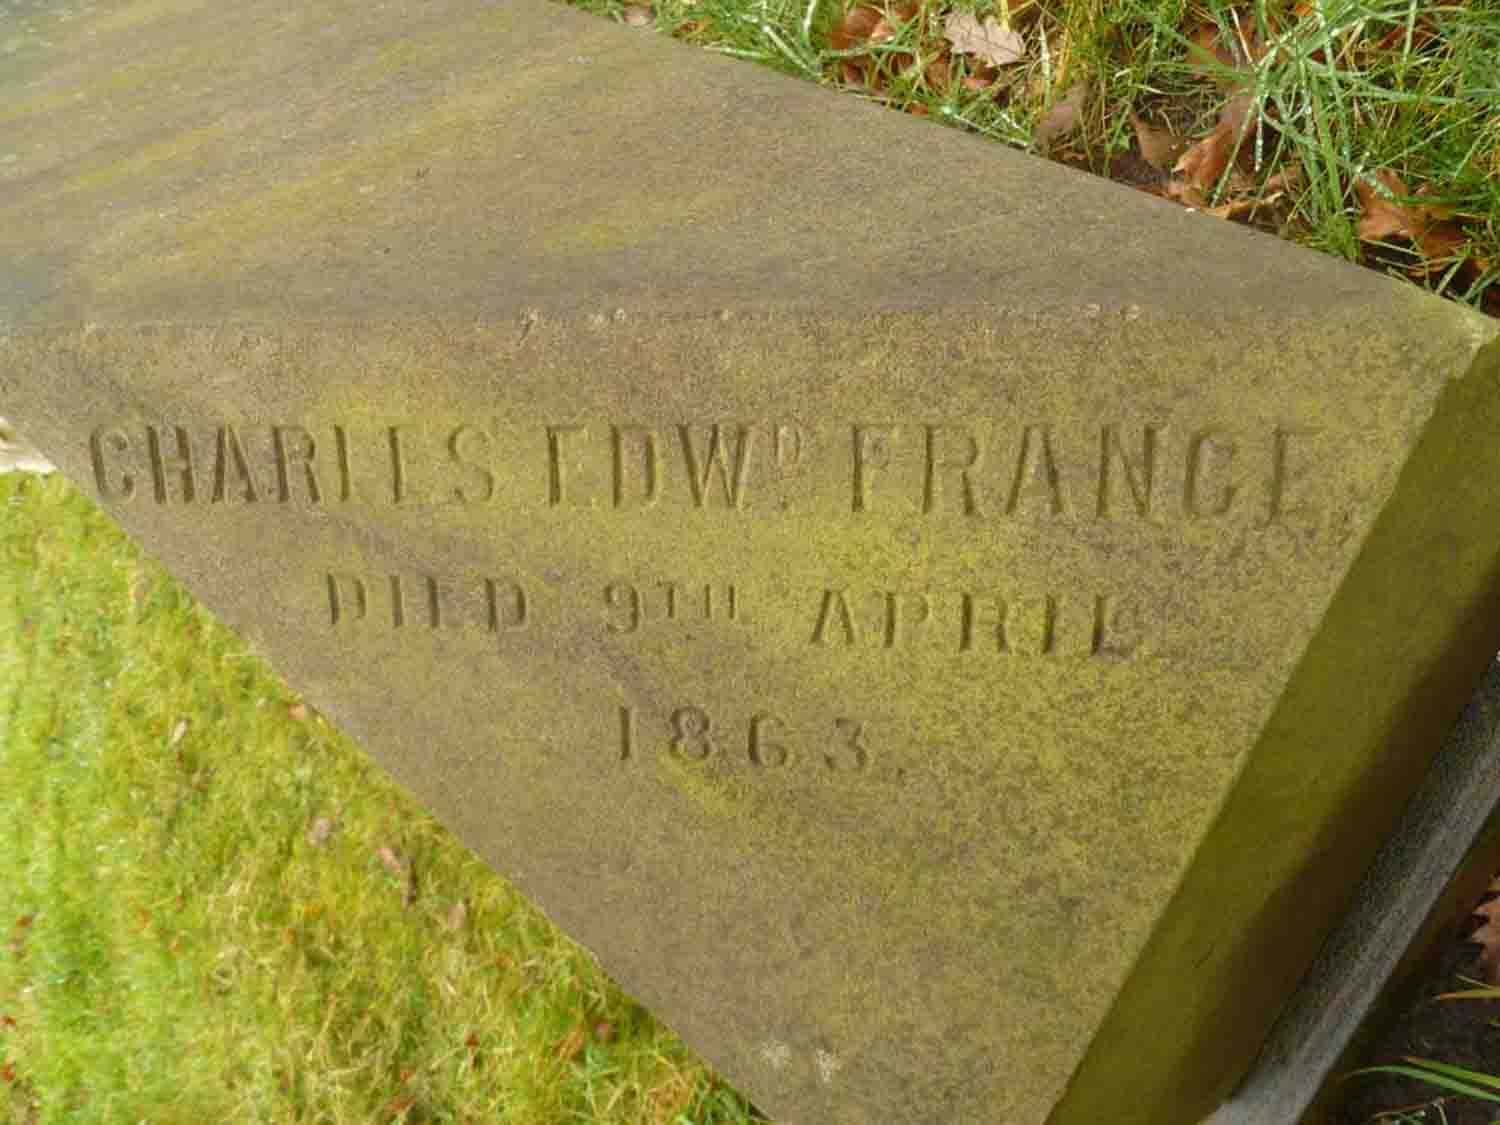 CHARLES EDWD. FRANCE,
DIED 9TH APRIL
1863.